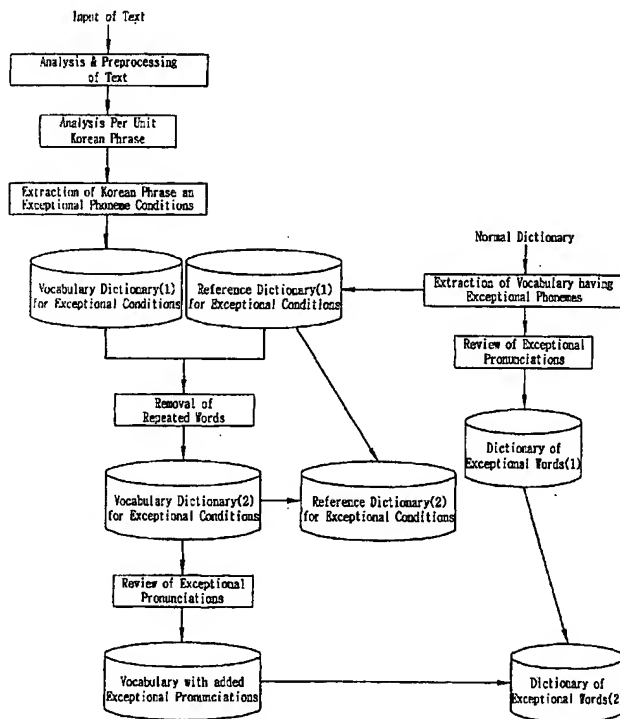 Input of Text
Analysis & Preprocessing
of Text
Analysis Per Unit
Korean Phrase
Extraction of Korean Phrase an
Exceptional Phoneme Conditions
Normal Dictionary
Vocabulary Dictionary(1)
for Exceptional Conditions
Reference Dictionary(1)
for Exceptional Conditions
Extraction of Vocabulary having
Exceptional Phonemes
Review of Exceptional
Pronunciations
Removal of
Repeated Words
Dictionary of
Exceptional Words(1)
Vocabulary Dictionary(2)
for Exceptional Conditions
Reference Dictionary(2)
for Exceptional Conditions
Review of Exceptional
Pronunciations
Vocabulary with added
Exceptional Pronunciations
Dictionary of
Exceptional Words(2